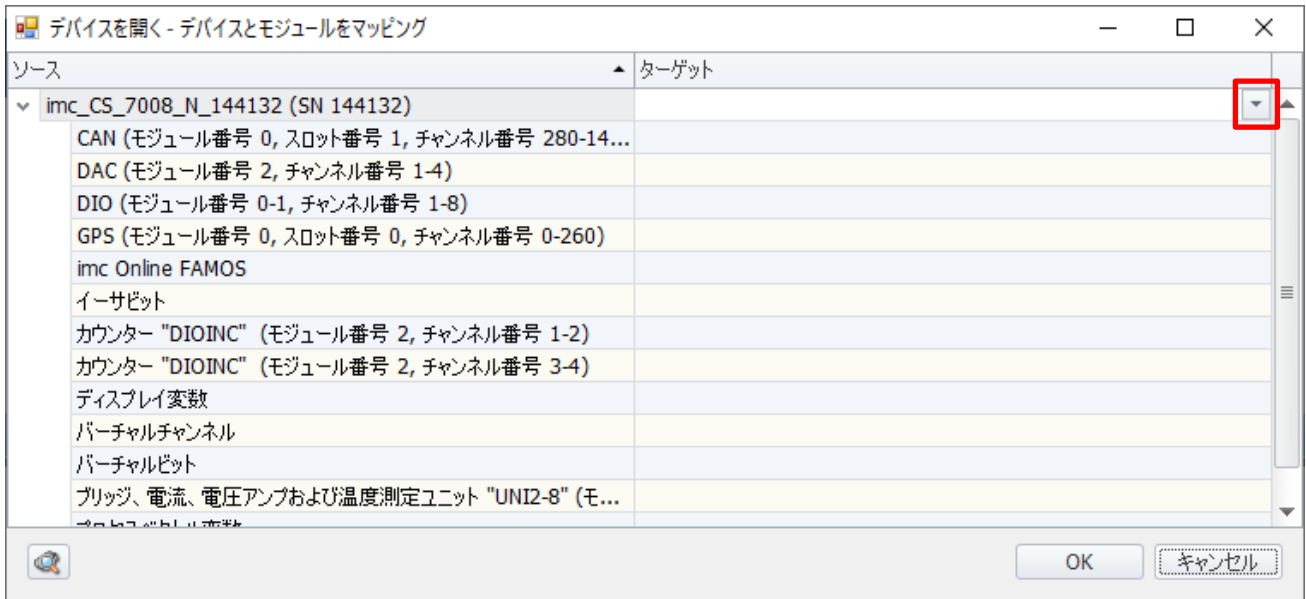 デバイスを開く - デバイスとモジュールをマッピング
ソース ターゲット
imc_CS_7008_N_144132 (SN 144132)
CAN (モジュール番号 0, スロット番号 1, チャンネル番号 280-14...
DAC (モジュール番号 2, チャンネル番号 1-4)
DIO (モジュール番号 0-1, チャンネル番号 1-8)
GPS (モジュール番号 0, スロット番号 0, チャンネル番号 0-260)
imc Online FAMOS
イーサビット
カウンター "DIOINC" (モジュール番号 2, チャンネル番号 1-2)
カウンター "DIOINC" (モジュール番号 2, チャンネル番号 3-4)
ディスプレイ変数
バーチャルチャンネル
バーチャルビット
ブリッジ、電流、電圧アンプおよび温度測定ユニット "UNI2-8" (モ...
プロセスベクトル変数
OK キャンセル